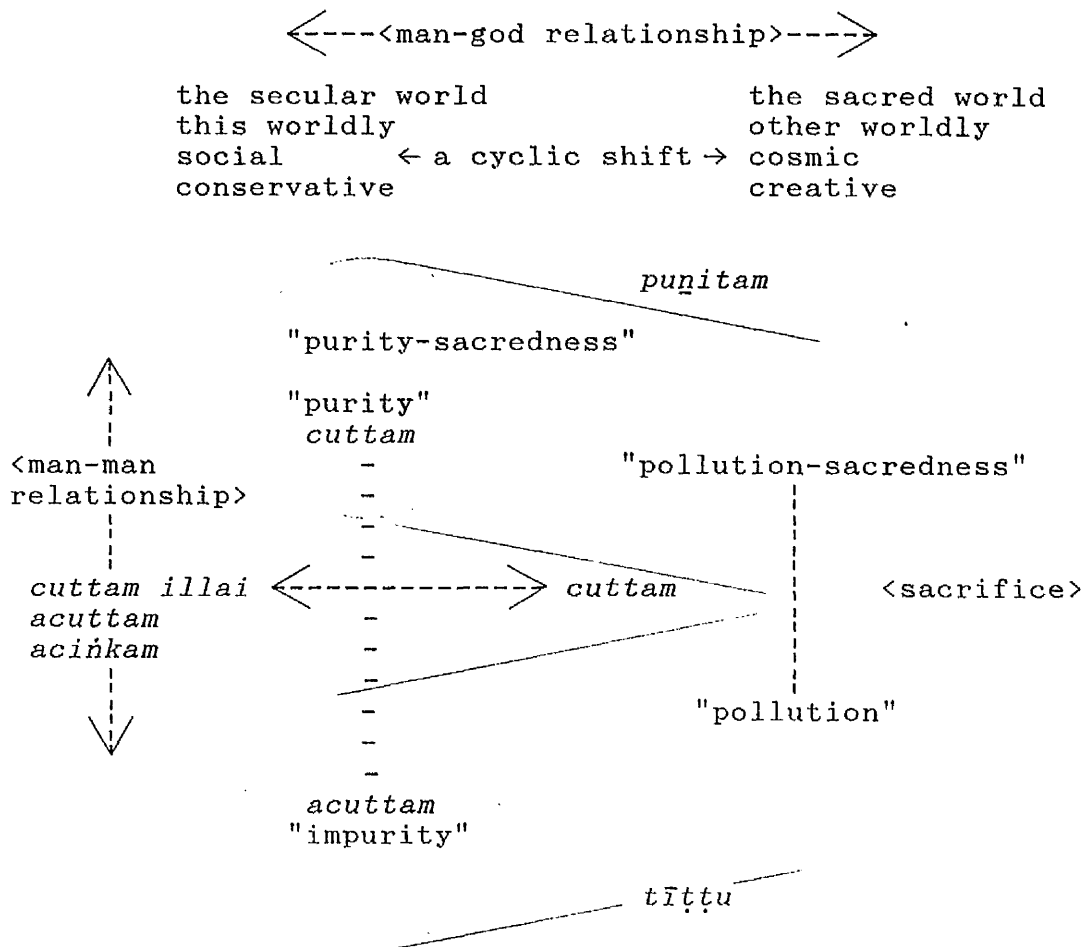 <man-god relationship>
the secular world the sacred world
this worldly other worldly
social ← a cyclic shift → cosmic
conservative creative
puṉitam
"purity-sacredness"
"purity"
cuttam
<man-man "pollution-sacredness"
relationship>
cuttam illai cuttam <sacrifice>
acuttam
aciṅkam
"pollution"
acuttam
"impurity"
tīṭṭu